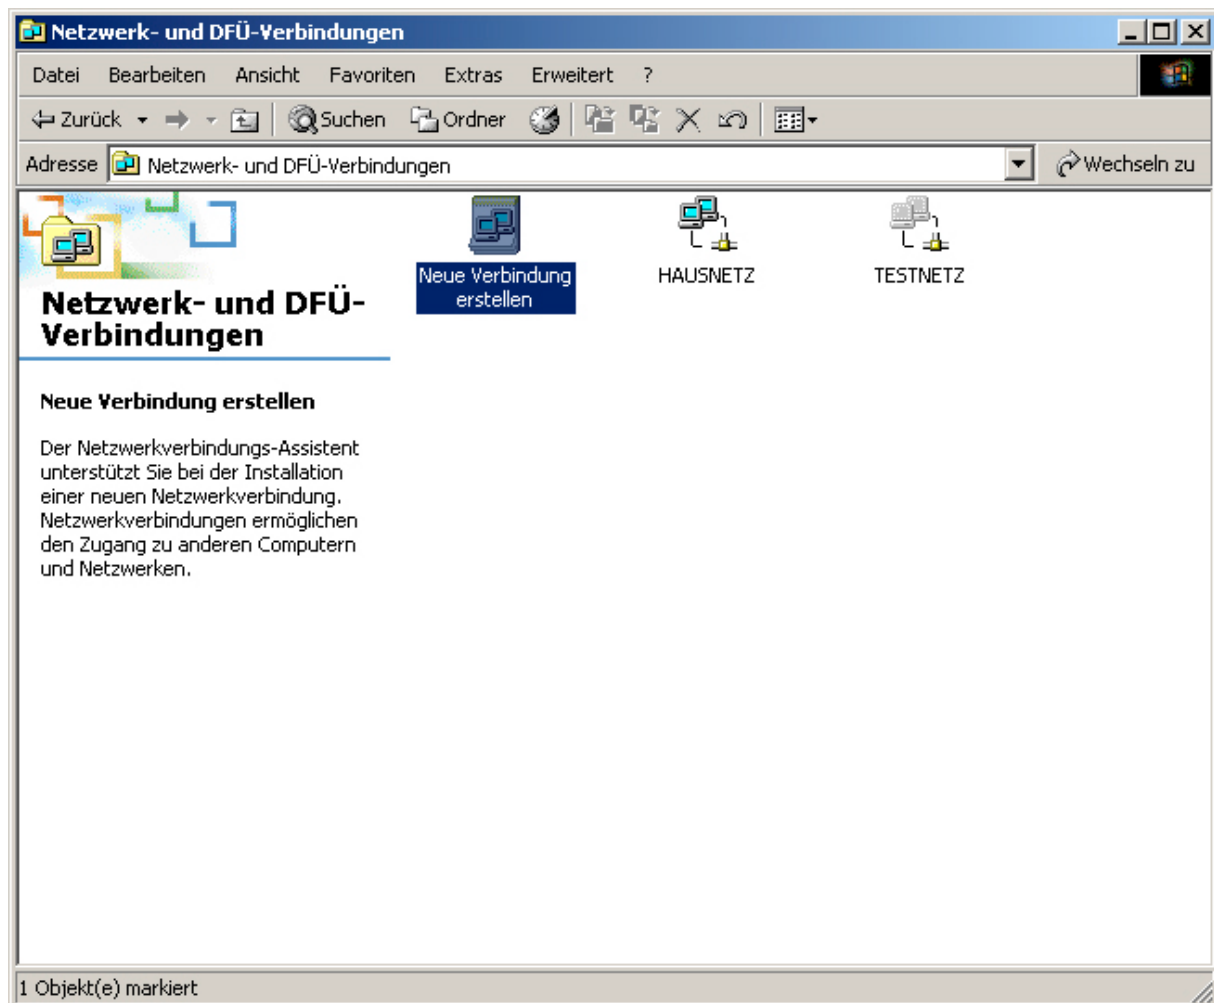 Netzwerk- und DFÜ-Verbindungen
Datei Bearbeiten Ansicht Favoriten Extras Erweitert ?
Zurück Suchen Ordner
Adresse Netzwerk- und DFÜ-Verbindungen Wechseln zu
Netzwerk- und DFÜ-
Verbindungen
Neue Verbindung erstellen
Der Netzwerkverbindungs-Assistent
unterstützt Sie bei der Installation
einer neuen Netzwerkverbindung.
Netzwerkverbindungen ermöglichen
den Zugang zu anderen Computern
und Netzwerken.
Neue Verbindung
erstellen
HAUSNETZ
TESTNETZ
1 Objekt(e) markiert